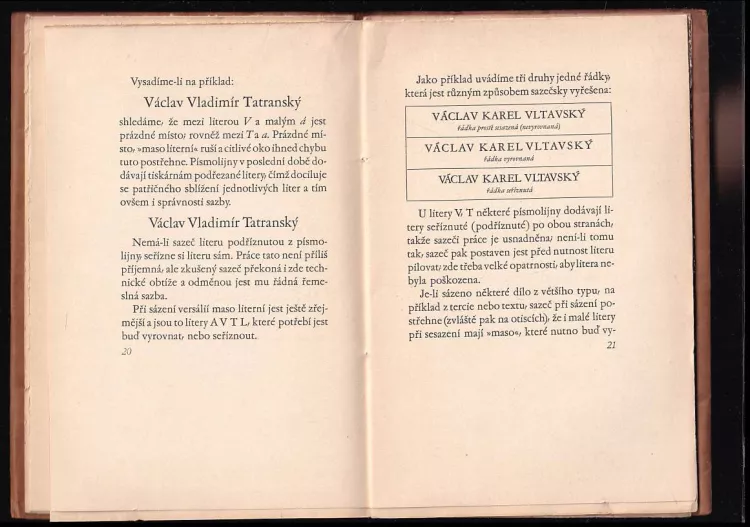 Vysadíme-li na příklad:
Václav Vladimír Tatranský
shledáme, že mezi literou V a malým á jest
prázdné místo, rovněž mezi T a a. Prázdné mí-
sto, »maso literní« ruší a citlivé oko ihned chybu
tuto postřehne. Písmolijny v poslední době do-
dávají tiskárnám podřezané litery, čímž dociluje
se patřičného sblížení jednotlivých liter a tím
ovšem i správnosti sazby.
Václav Vladimír Tatranský
Nemá-li sazeč literu podříznutou z písmo-
lijny, seřízne si literu sám. Práce tato není příliš
příjemná, ale zkušený sazeč překoná i zde tech-
nické obtíže a odměnou jest mu řádná řeme-
slná sazba.
Při sázení versálií maso literní jest ještě zřej-
mější a jsou to litery A V T L, které potřebí jest
buď vyrovnat, nebo seříznout.
20
Jako příklad uvádíme tři druhy jedné řádky,
která jest různým způsobem sazečsky vyřešena:
VÁCLAV KAREL VLTAVSKÝ
řádka prostě sesazená (nevyrovnaná)
VÁCLAV KAREL VLTAVSKÝ
řádka vyrovnaná
VÁCLAV KAREL VLTAVSKÝ
řádka seříznutá
U litery V, T některé písmolijny dodávají li-
tery seříznuté (podříznuté) po obou stranách,
takže sazeči práce je usnadněna, není-li tomu
tak, sazeč pak postaven jest před nutnost literu
pilovat, zde třeba velké opatrnosti, aby litera ne-
byla poškozena.
Je-li sázeno některé dílo z většího typu, na
příklad z tercie nebo textu, sazeč při sázení po-
střehne (zvláště pak na otiscích), že i malé litery
při sesazení mají »maso«, které nutno buď vy-
21